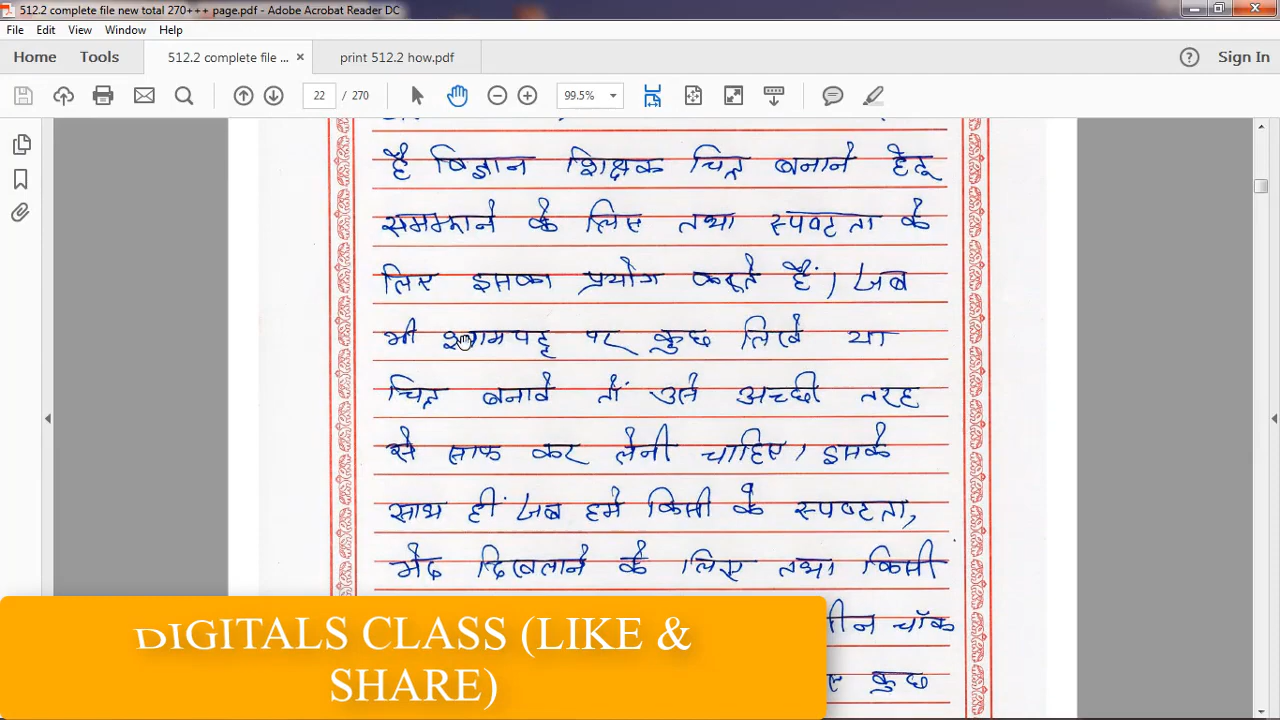 512.2 complete file new total 270+++ page.pdf - Adobe Acrobat Reader DC
File Edit View Window Help
Home Tools 512.2 complete file ... × print 512.2 how.pdf ? Sign In
22 / 270 99.5%
है विज्ञान शिक्षक चित्र बनाने हेतू
समझाने के लिए तथा स्पष्टता के
लिए इसका प्रयोग करते हैं, जब
भी श्यामपट्ट पर कुछ लिखे या
चित्र बनावे तों उसे अच्छी तरह
से साफ कर लेनी चाहिए, इसके
साथ हीं जब हमे किसी के स्पष्टता,
भेद दिखलाने के लिए तथा किसी
चॉक
कुछ
DIGITALS CLASS (LIKE &
SHARE)